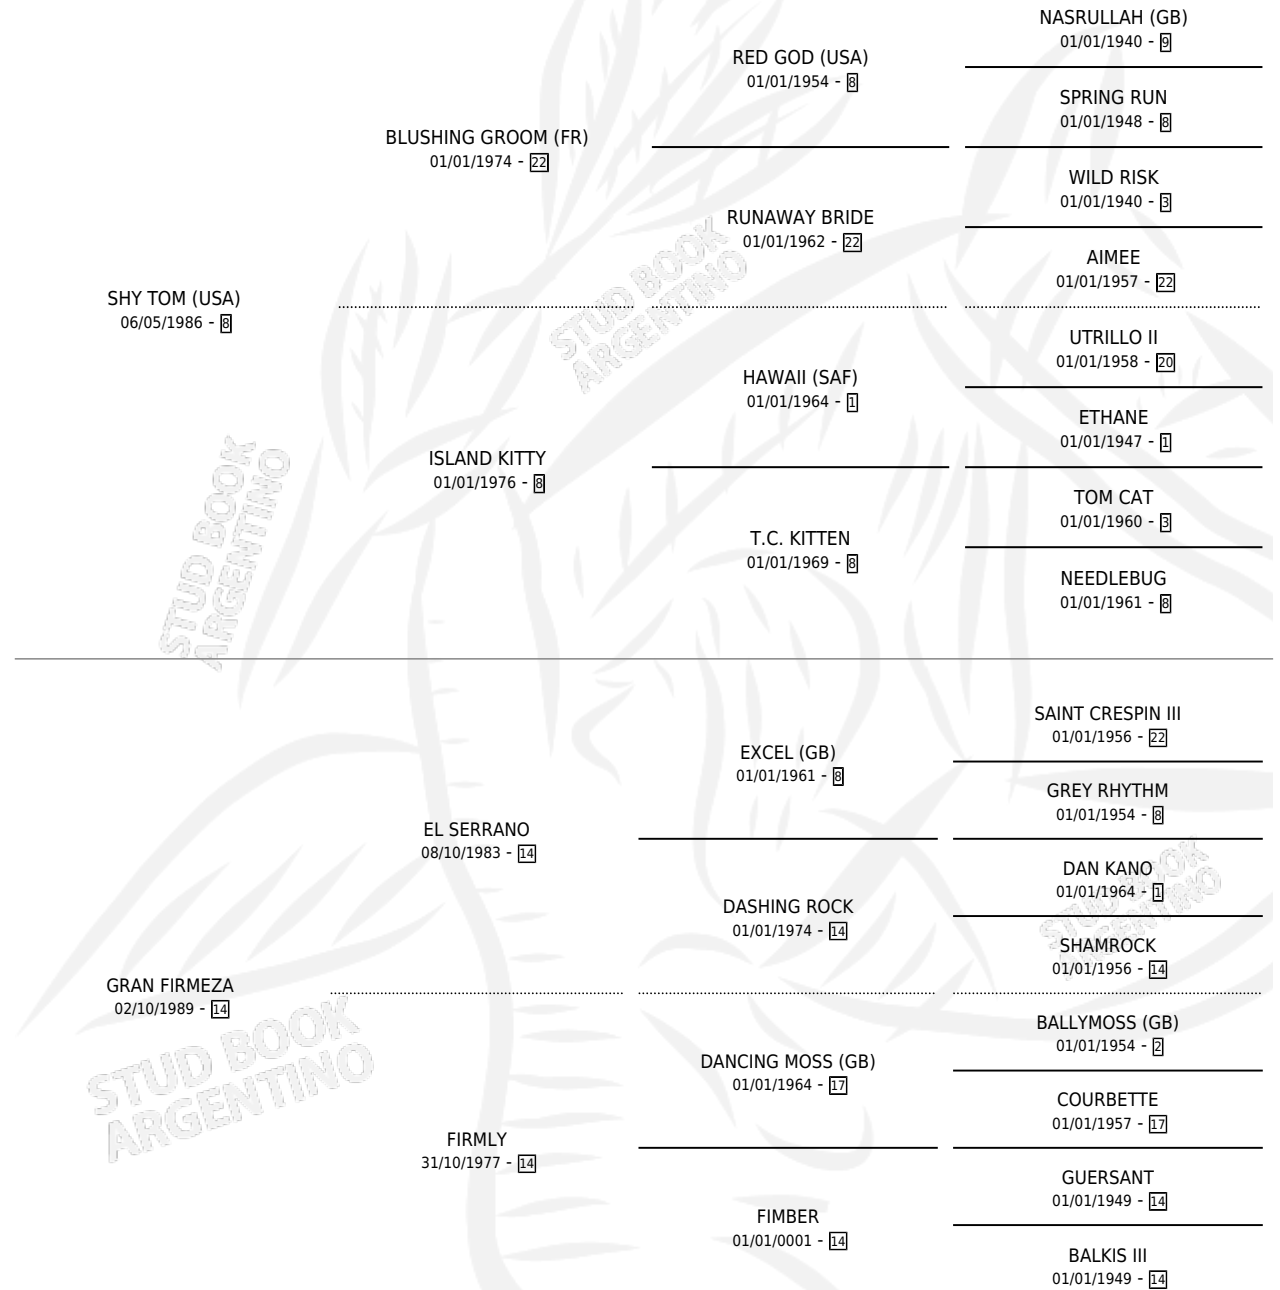 NASRULLAH (GB)
01/01/1940 - 9
RED GOD (USA)
01/01/1954 - 8
SPRING RUN
01/01/1948 - 8
BLUSHING GROOM (FR)
01/01/1974 - 22
WILD RISK
01/01/1940 - 3
RUNAWAY BRIDE
01/01/1962 - 22
AIMEE
01/01/1957 - 22
SHY TOM (USA)
06/05/1986 - 8
UTRILLO II
01/01/1958 - 20
HAWAII (SAF)
01/01/1964 - 1
ETHANE
01/01/1947 - 1
ISLAND KITTY
01/01/1976 - 8
TOM CAT
01/01/1960 - 3
T.C. KITTEN
01/01/1969 - 8
NEEDLEBUG
01/01/1961 - 8
SAINT CRESPIN III
01/01/1956 - 22
EXCEL (GB)
01/01/1961 - 8
GREY RHYTHM
01/01/1954 - 8
EL SERRANO
08/10/1983 - 14
DAN KANO
01/01/1964 - 1
DASHING ROCK
01/01/1974 - 14
SHAMROCK
01/01/1956 - 14
GRAN FIRMEZA
02/10/1989 - 14
BALLYMOSS (GB)
01/01/1954 - 2
DANCING MOSS (GB)
01/01/1964 - 17
COURBETTE
01/01/1957 - 17
FIRMLY
31/10/1977 - 14
GUERSANT
01/01/1949 - 14
FIMBER
01/01/0001 - 14
BALKIS III
01/01/1949 - 14
STUD BOOK
ARGENTINO
STUD BOOK
ARGENTINO
STUD BOOK
ARGENTINO
STUD BOOK
ARGENTINO